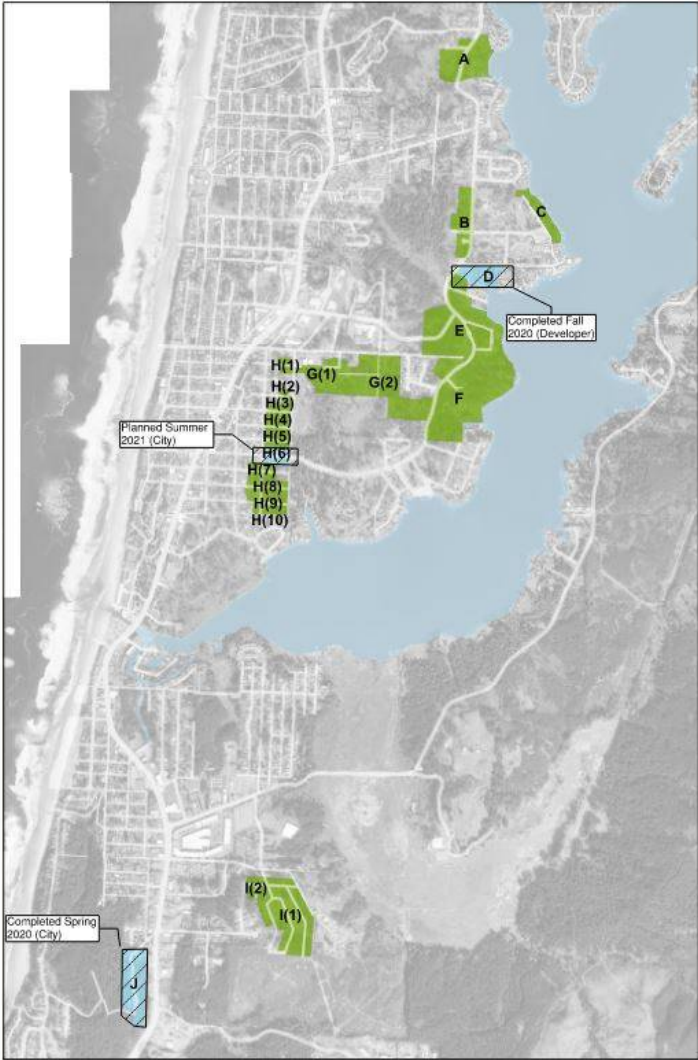 A
B
C
D
Completed Fall
2020 (Developer)
E
H(1)
G(1)
H(2)
G(2)
F
H(3)
H(4)
Planned Summer
2021 (City)
H(5)
H(6)
H(7)
H(8)
H(9)
H(10)
I(2)
I(1)
Completed Spring
2020 (City)
J